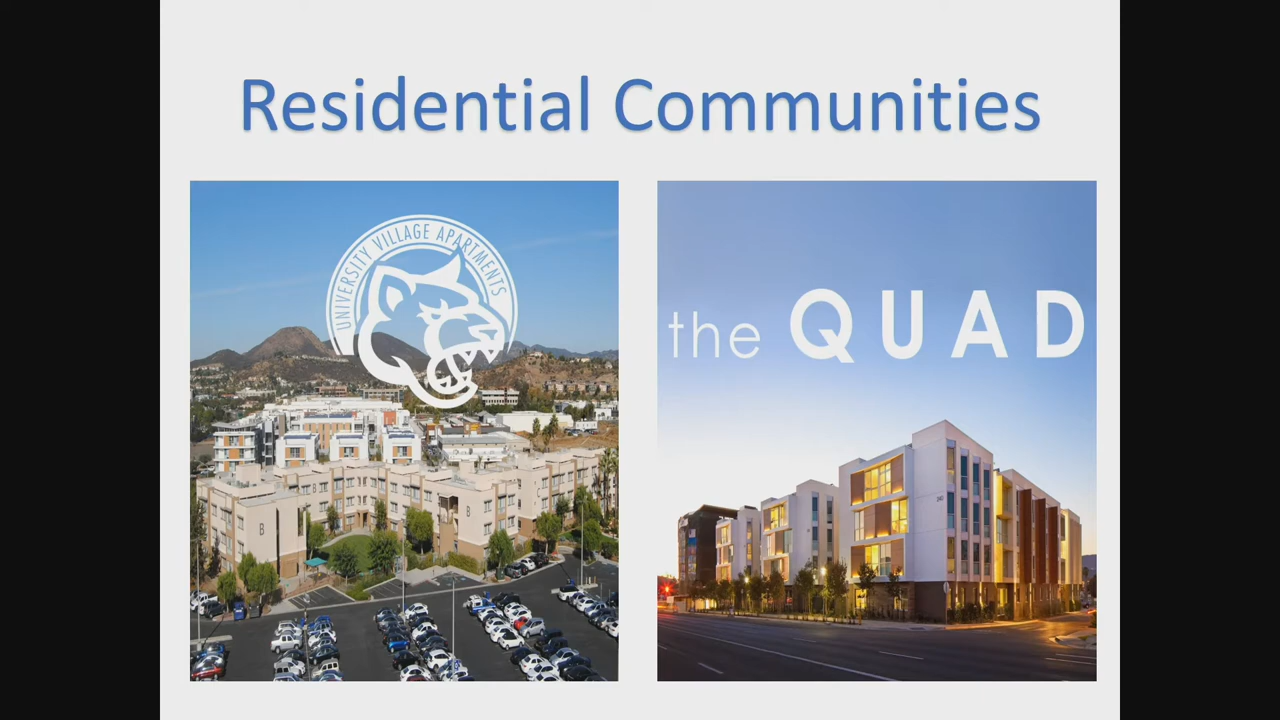 Residential Communities
UNIVERSITY VILLAGE APARTMENTS
the QUAD
B
B